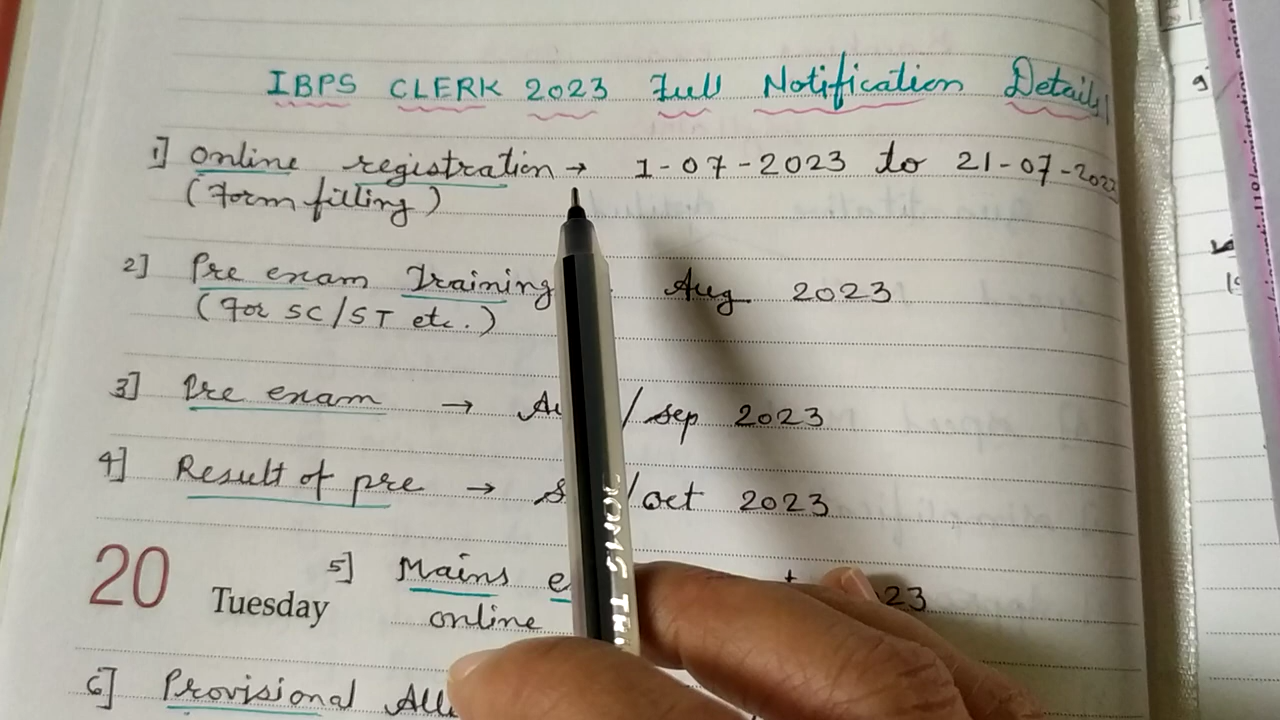 IBPS CLERK 2023 Full Notification Details
1] Online registration → 1-07-2023 to 21-07-2023
(Form filling)
2] Pre exam Training Aug 2023
(For SC/ST etc.)
3] Pre exam → / Sep 2023
4] Result of pre → /Oct 2023
20 Tuesday
5] Mains
online
6] Provisional